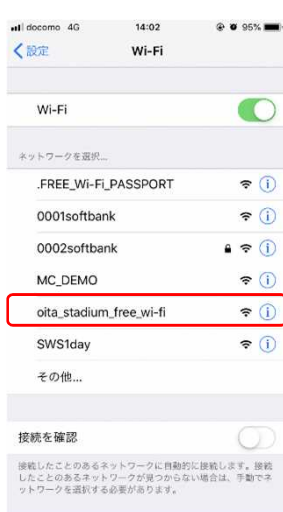 docomo 4G 14:02 95%
設定 Wi-Fi
Wi-Fi
ネットワークを選択...
.FREE_Wi-Fi_PASSPORT
0001softbank
0002softbank
MC_DEMO
oita_stadium_free_wi-fi
SWS1day
その他...
接続を確認
接続したことのあるネットワークに自動的に接続します。接続
したことのあるネットワークが見つからない場合は、手動でネ
ットワークを選択する必要があります。